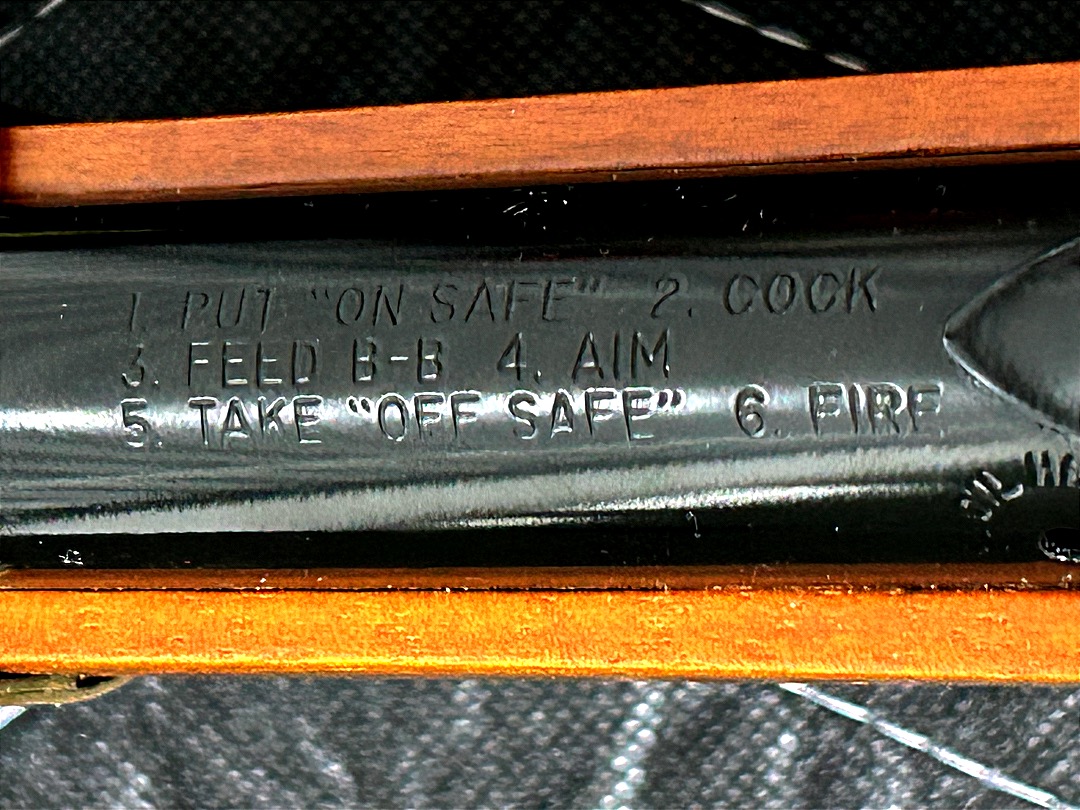 1. PUT "ON SAFE" 2. COCK
3. FEED B-B 4. AIM
5. TAKE "OFF SAFE" 6. FIRE